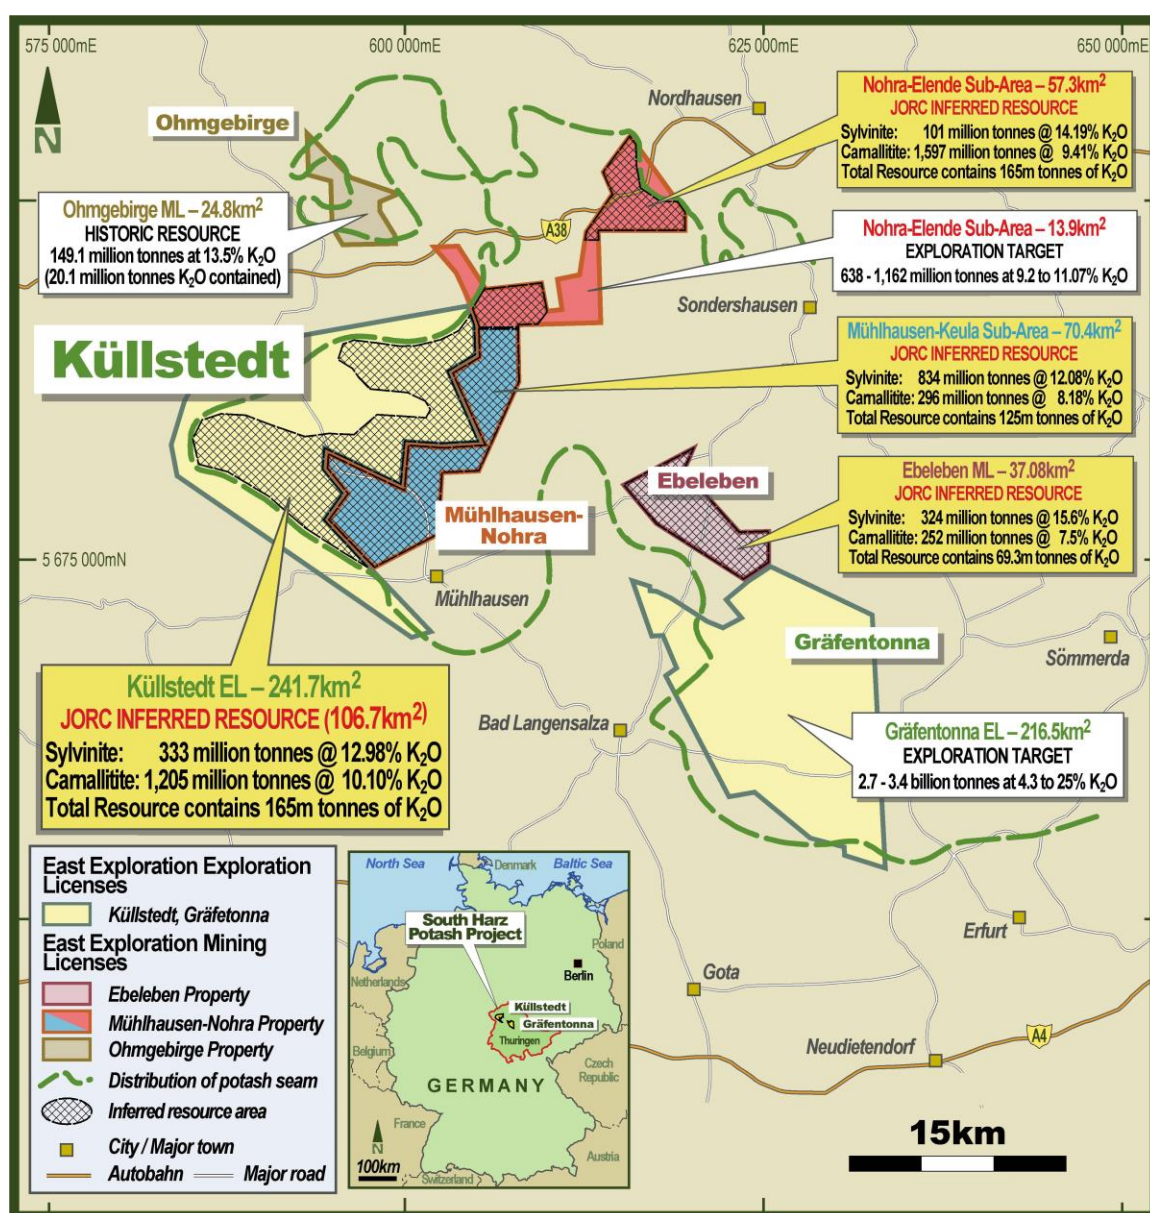 575 000mE
600 000mE
625 000mE
650 000mE
N
Ohmgebirge
Nordhausen
Nohra-Elende Sub-Area – 57.3km²
JORC INFERRED RESOURCE
Sylvinite: 101 million tonnes @ 14.19% K₂O
Carnallitite: 1,597 million tonnes @ 9.41% K₂O
Total Resource contains 165m tonnes of K₂O
Ohmgebirge ML – 24.8km²
HISTORIC RESOURCE
149.1 million tonnes at 13.5% K₂O
(20.1 million tonnes K₂O contained)
A38
Nohra-Elende Sub-Area – 13.9km²
EXPLORATION TARGET
638 - 1,162 million tonnes at 9.2 to 11.07% K₂O
Sondershausen
Küllstedt
Mühlhausen-Keula Sub-Area – 70.4km²
JORC INFERRED RESOURCE
Sylvinite: 834 million tonnes @ 12.08% K₂O
Carnallitite: 296 million tonnes @ 8.18% K₂O
Total Resource contains 125m tonnes of K₂O
Ebeleben
Ebeleben ML – 37.08km²
JORC INFERRED RESOURCE
Sylvinite: 324 million tonnes @ 15.6% K₂O
Carnallitite: 252 million tonnes @ 7.5% K₂O
Total Resource contains 69.3m tonnes of K₂O
Mühlhausen-
Nohra
5 675 000mN
Mühlhausen
Gräfentonna
Sömmerda
Küllstedt EL – 241.7km²
JORC INFERRED RESOURCE (106.7km²)
Sylvinite: 333 million tonnes @ 12.98% K₂O
Carnallitite: 1,205 million tonnes @ 10.10% K₂O
Total Resource contains 165m tonnes of K₂O
Bad Langensalza
Gräfentonna EL – 216.5km²
EXPLORATION TARGET
2.7 - 3.4 billion tonnes at 4.3 to 25% K₂O
East Exploration Exploration
Licenses
Küllstedt, Gräfetonna
East Exploration Mining
Licenses
Ebeleben Property
Mühlhausen-Nohra Property
Ohmgebirge Property
Distribution of potash seam
Inferred resource area
City / Major town
Autobahn
Major road
North Sea
Denmark
Baltic Sea
South Harz
Potash Project
Poland
Berlin
Netherlands
Küllstedt
Gräfentonna
Thuringen
Belgium
GERMANY
Czech
Republic
France
N
100km
Austria
Switzerland
Erfurt
Gota
Neudietendorf
A4
15km